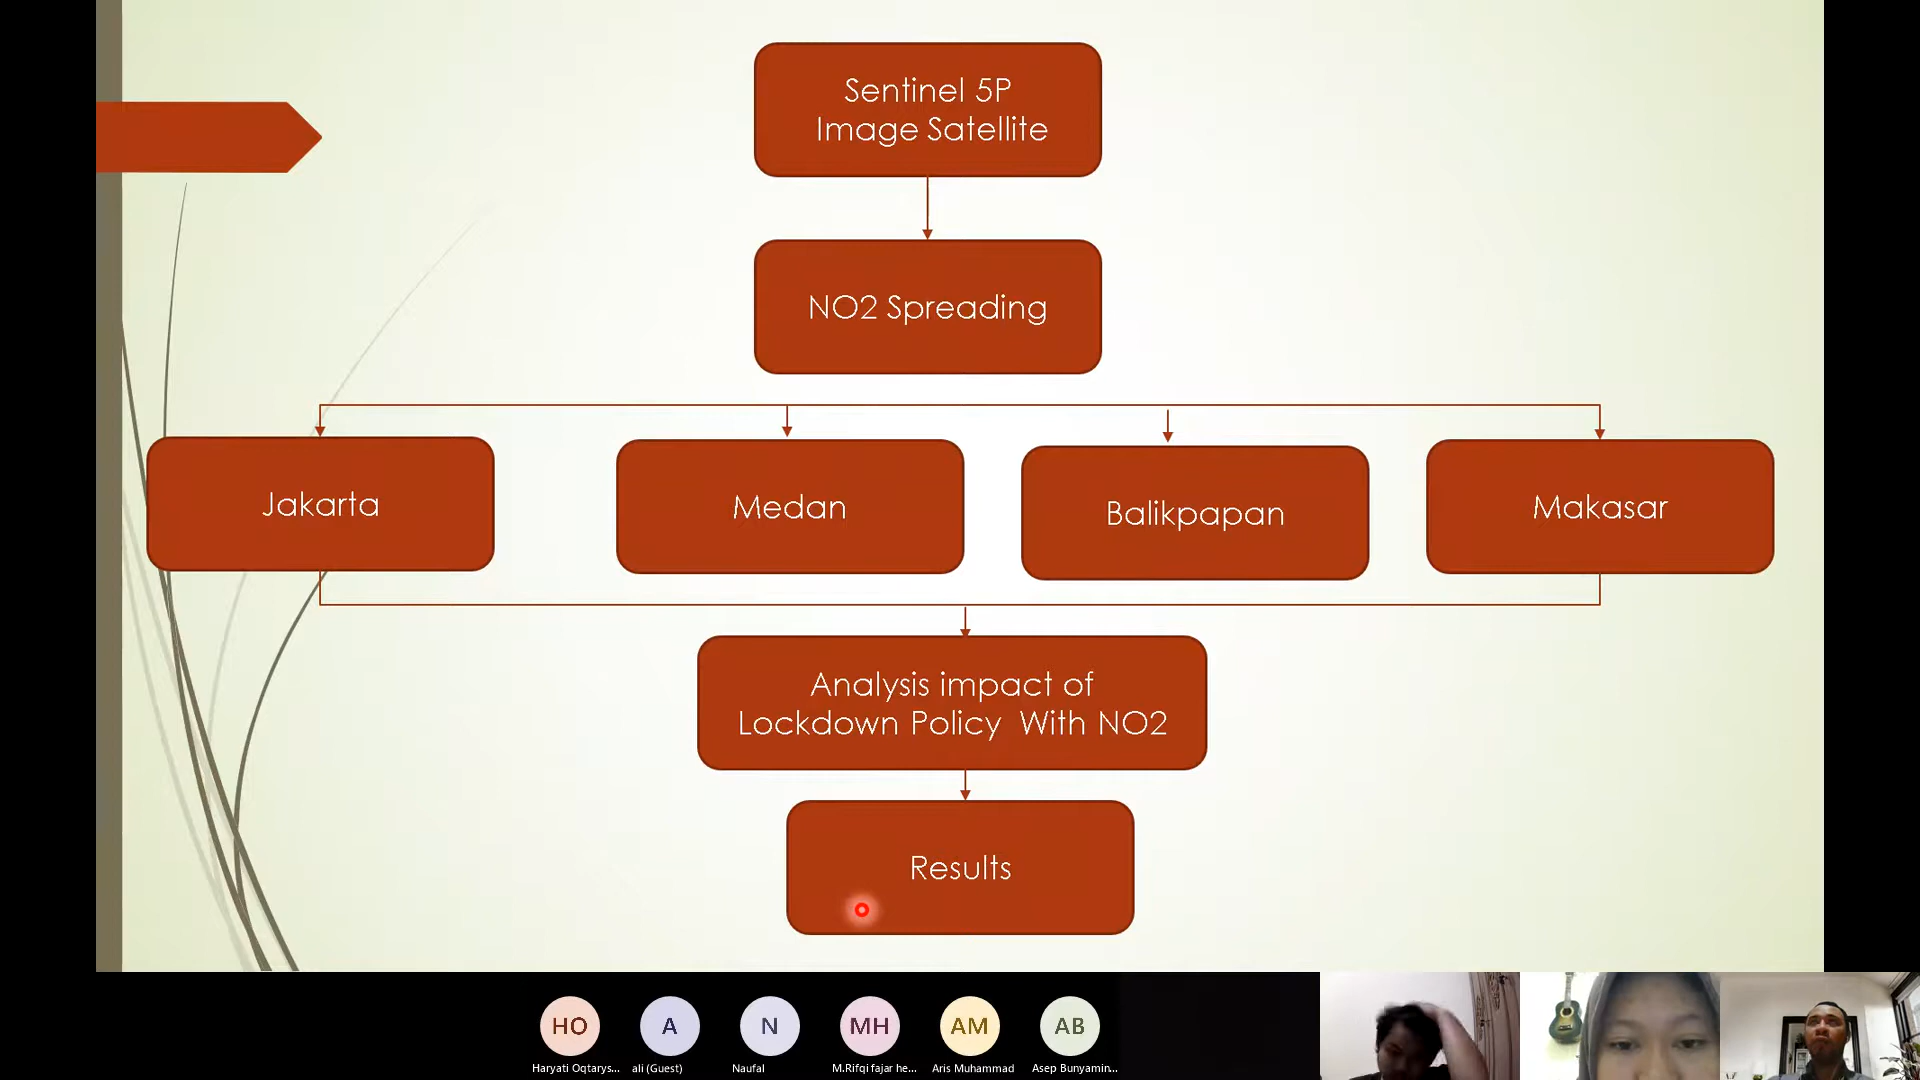 Sentinel 5P
Image Satellite
NO2 Spreading
Jakarta
Medan
Balikpapan
Makasar
Analysis impact of
Lockdown Policy With NO2
Results
HO
A
N
MH
AM
AB
Haryati Oqtarys...
ali (Guest)
Naufal
M.Rifqi fajar he...
Aris Muhammad
Asep Bunyamin...